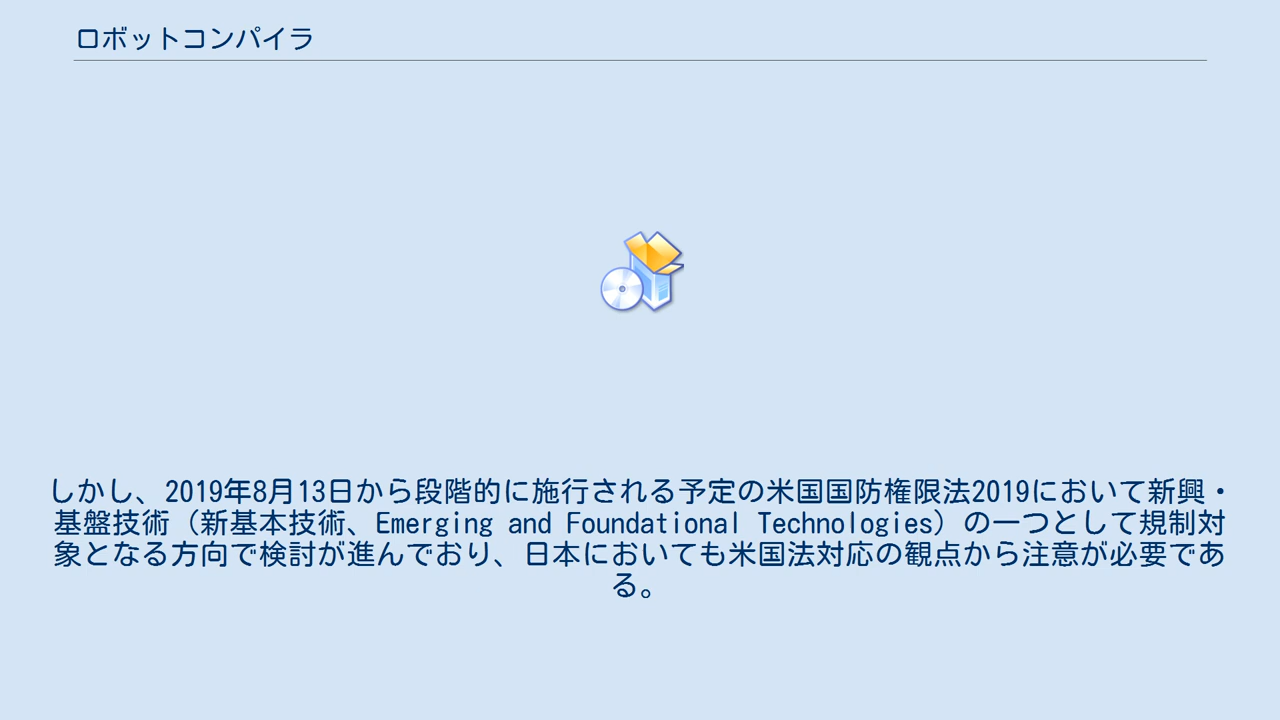 ロボットコンパイラ
しかし、2019年8月13日から段階的に施行される予定の米国国防権限法2019において新興・
基盤技術（新基本技術、Emerging and Foundational Technologies）の一つとして規制対
象となる方向で検討が進んでおり、日本においても米国法対応の観点から注意が必要であ
る。